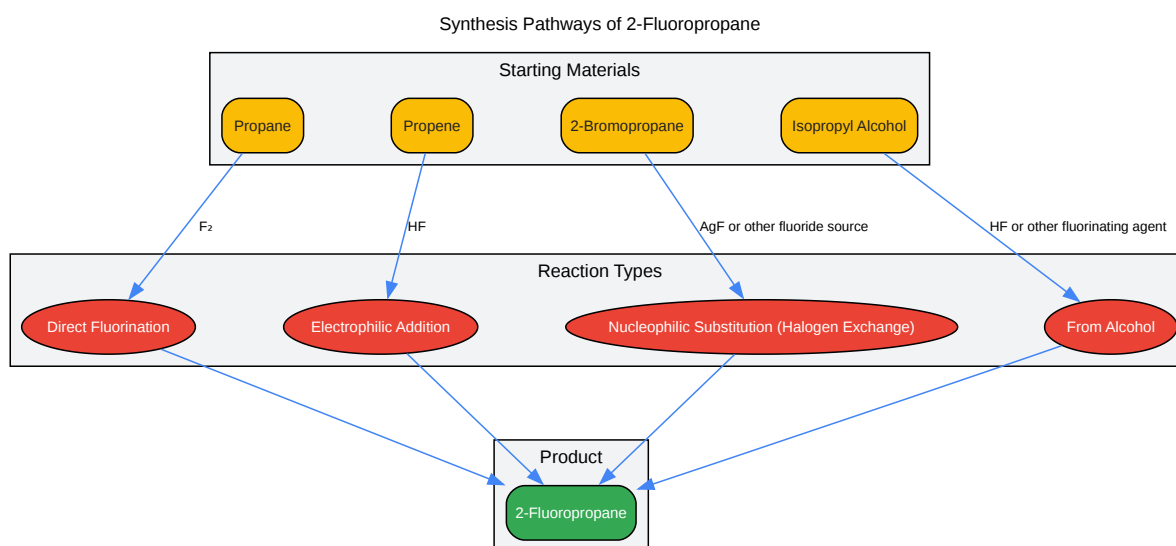 Synthesis Pathways of 2-Fluoropropane
Starting Materials
Propane
Propene
2-Bromopropane
Isopropyl Alcohol
F₂
HF
AgF or other fluoride source
HF or other fluorinating agent
Reaction Types
Direct Fluorination
Electrophilic Addition
Nucleophilic Substitution (Halogen Exchange)
From Alcohol
Product
2-Fluoropropane